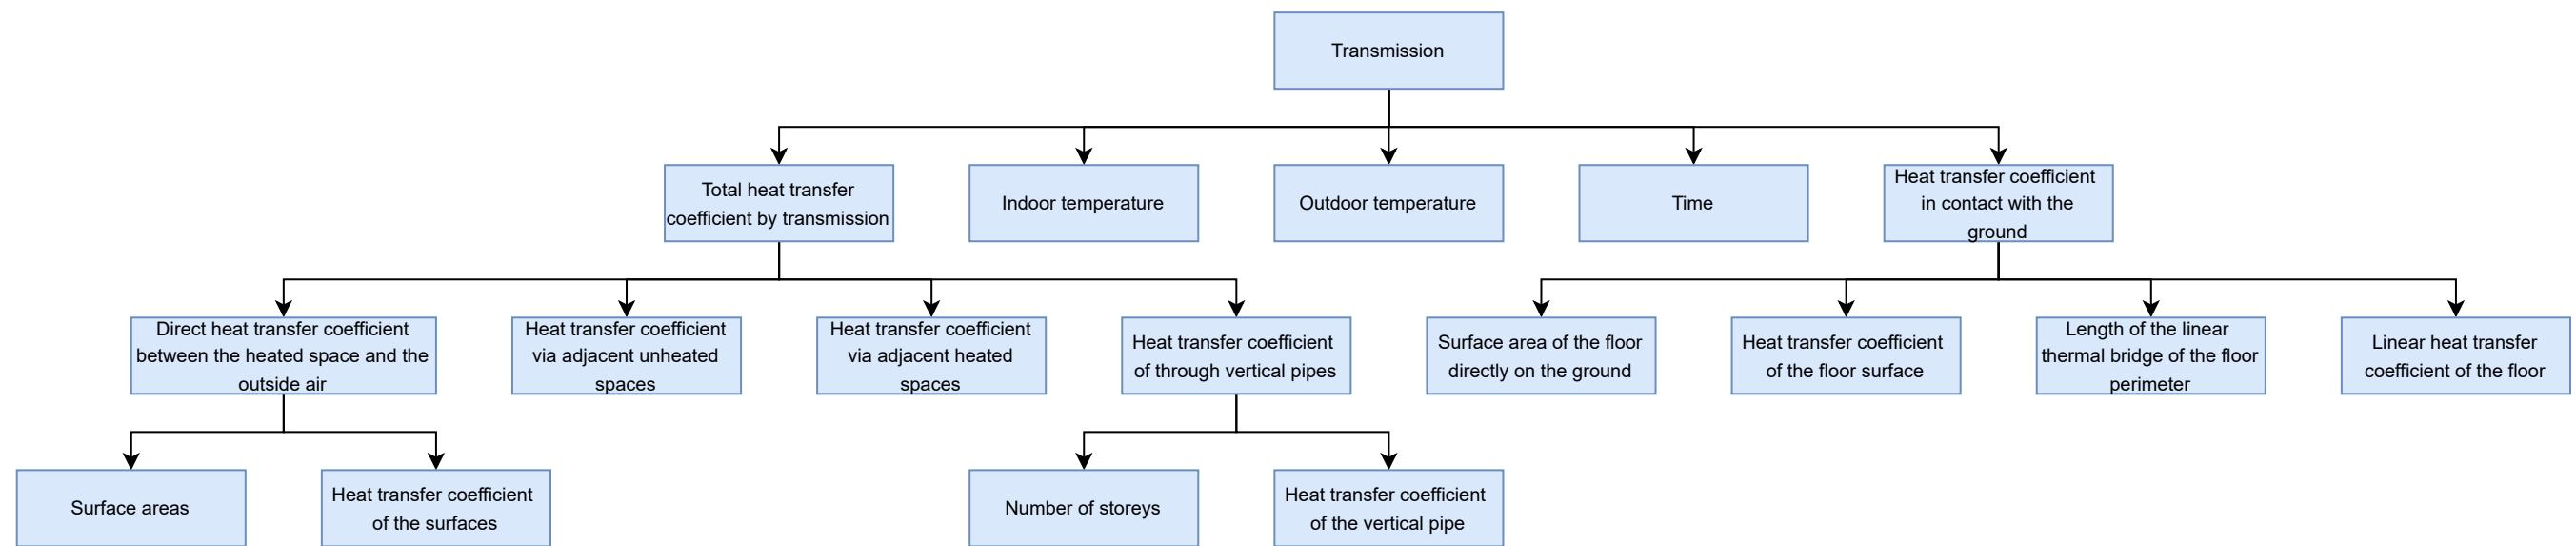 Transmission
Total heat transfer
coefficient by transmission
Indoor temperature
Outdoor temperature
Time
Heat transfer coefficient
in contact with the
ground
Direct heat transfer coefficient
between the heated space and the
outside air
Heat transfer coefficient
via adjacent unheated
spaces
Heat transfer coefficient
via adjacent heated
spaces
Heat transfer coefficient
of through vertical pipes
Surface area of the floor
directly on the ground
Heat transfer coefficient
of the floor surface
Length of the linear
thermal bridge of the floor
perimeter
Linear heat transfer
coefficient of the floor
Surface areas
Heat transfer coefficient
of the surfaces
Number of storeys
Heat transfer coefficient
of the vertical pipe